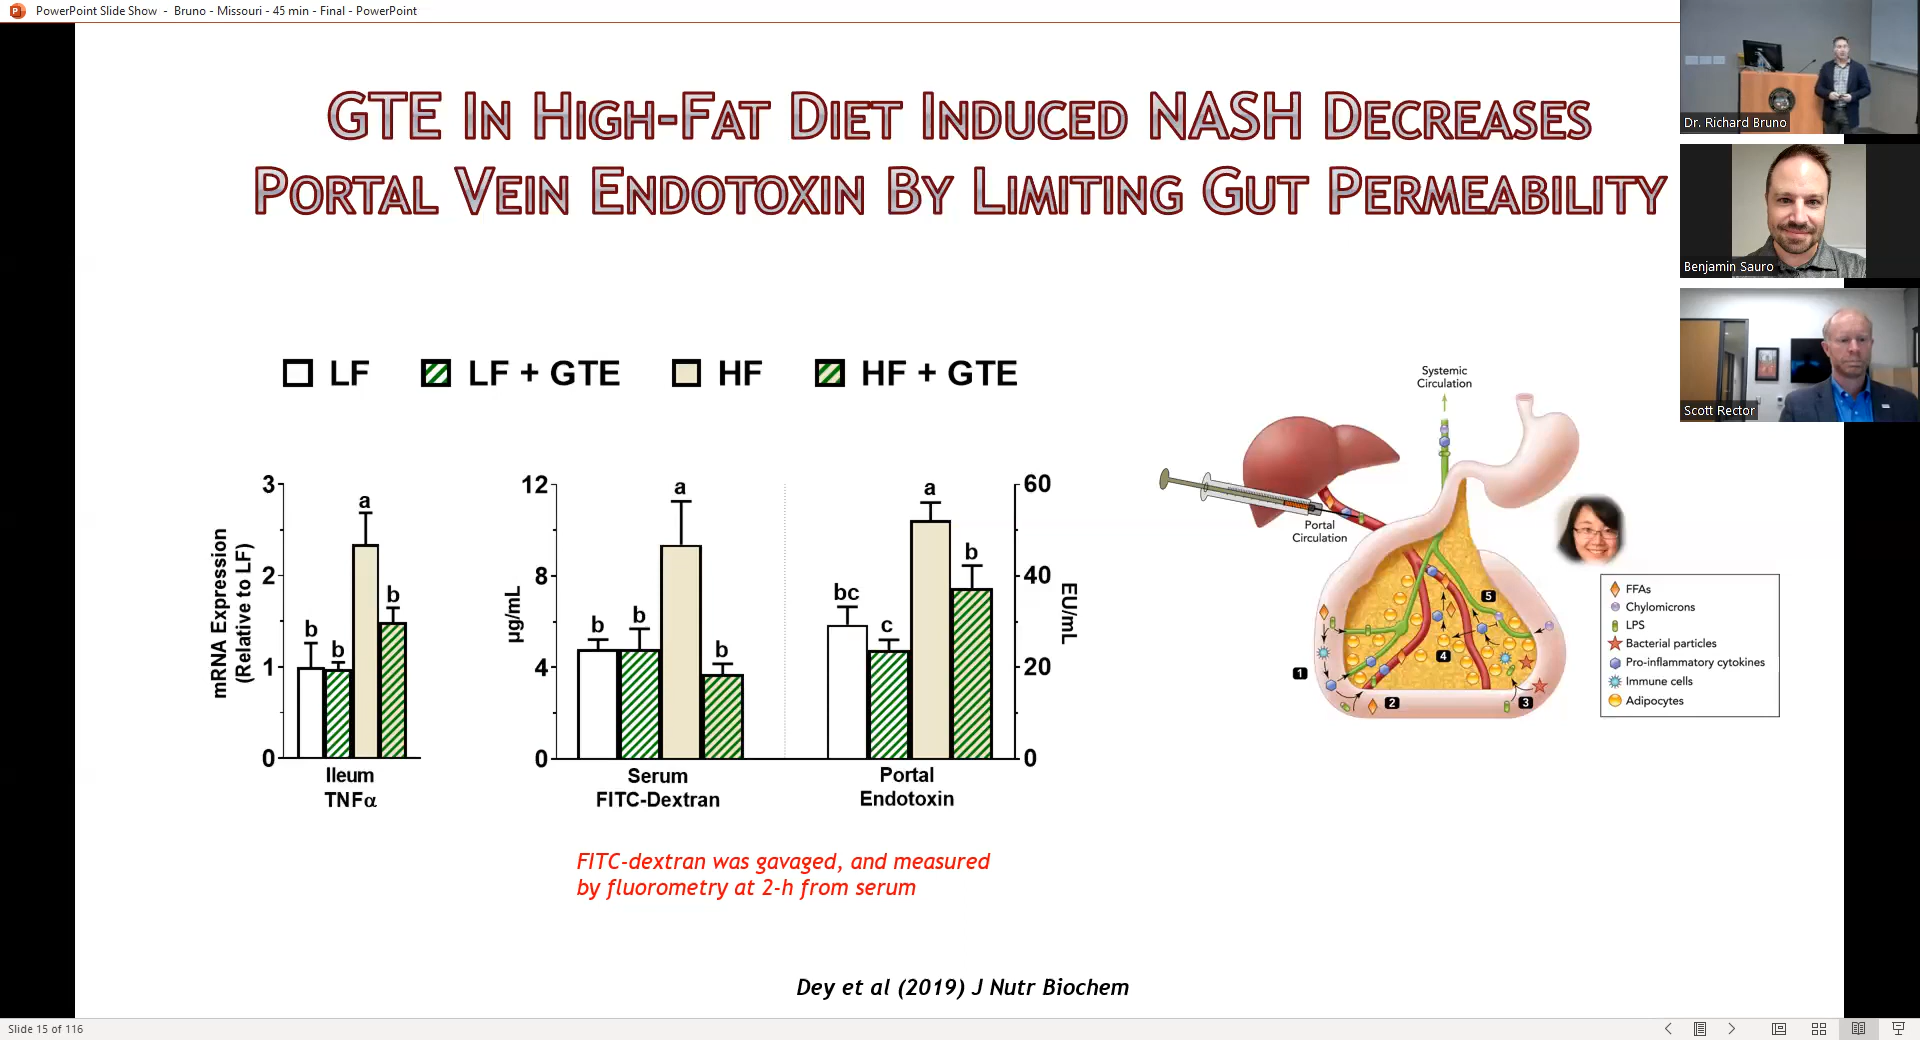 PowerPoint Slide Show - Bruno - Missouri - 45 min - Final - PowerPoint
GTE In High-Fat Diet Induced NASH Decreases
Portal Vein Endotoxin By Limiting Gut Permeability
LF
LF + GTE
HF
HF + GTE
mRNA Expression
(Relative to LF)
3
2
1
0
b
b
a
b
Ileum
TNFα
µg/mL
12
8
4
0
b
b
a
b
Serum
FITC-Dextran
bc
c
a
b
Portal
Endotoxin
60
40
20
0
EU/mL
FITC-dextran was gavaged, and measured
by fluorometry at 2-h from serum
Systemic
Circulation
Portal
Circulation
1
2
3
4
5
FFAs
Chylomicrons
LPS
Bacterial particles
Pro-inflammatory cytokines
Immune cells
Adipocytes
Dey et al (2019) J Nutr Biochem
Dr. Richard Bruno
Benjamin Sauro
Scott Rector
Slide 15 of 116